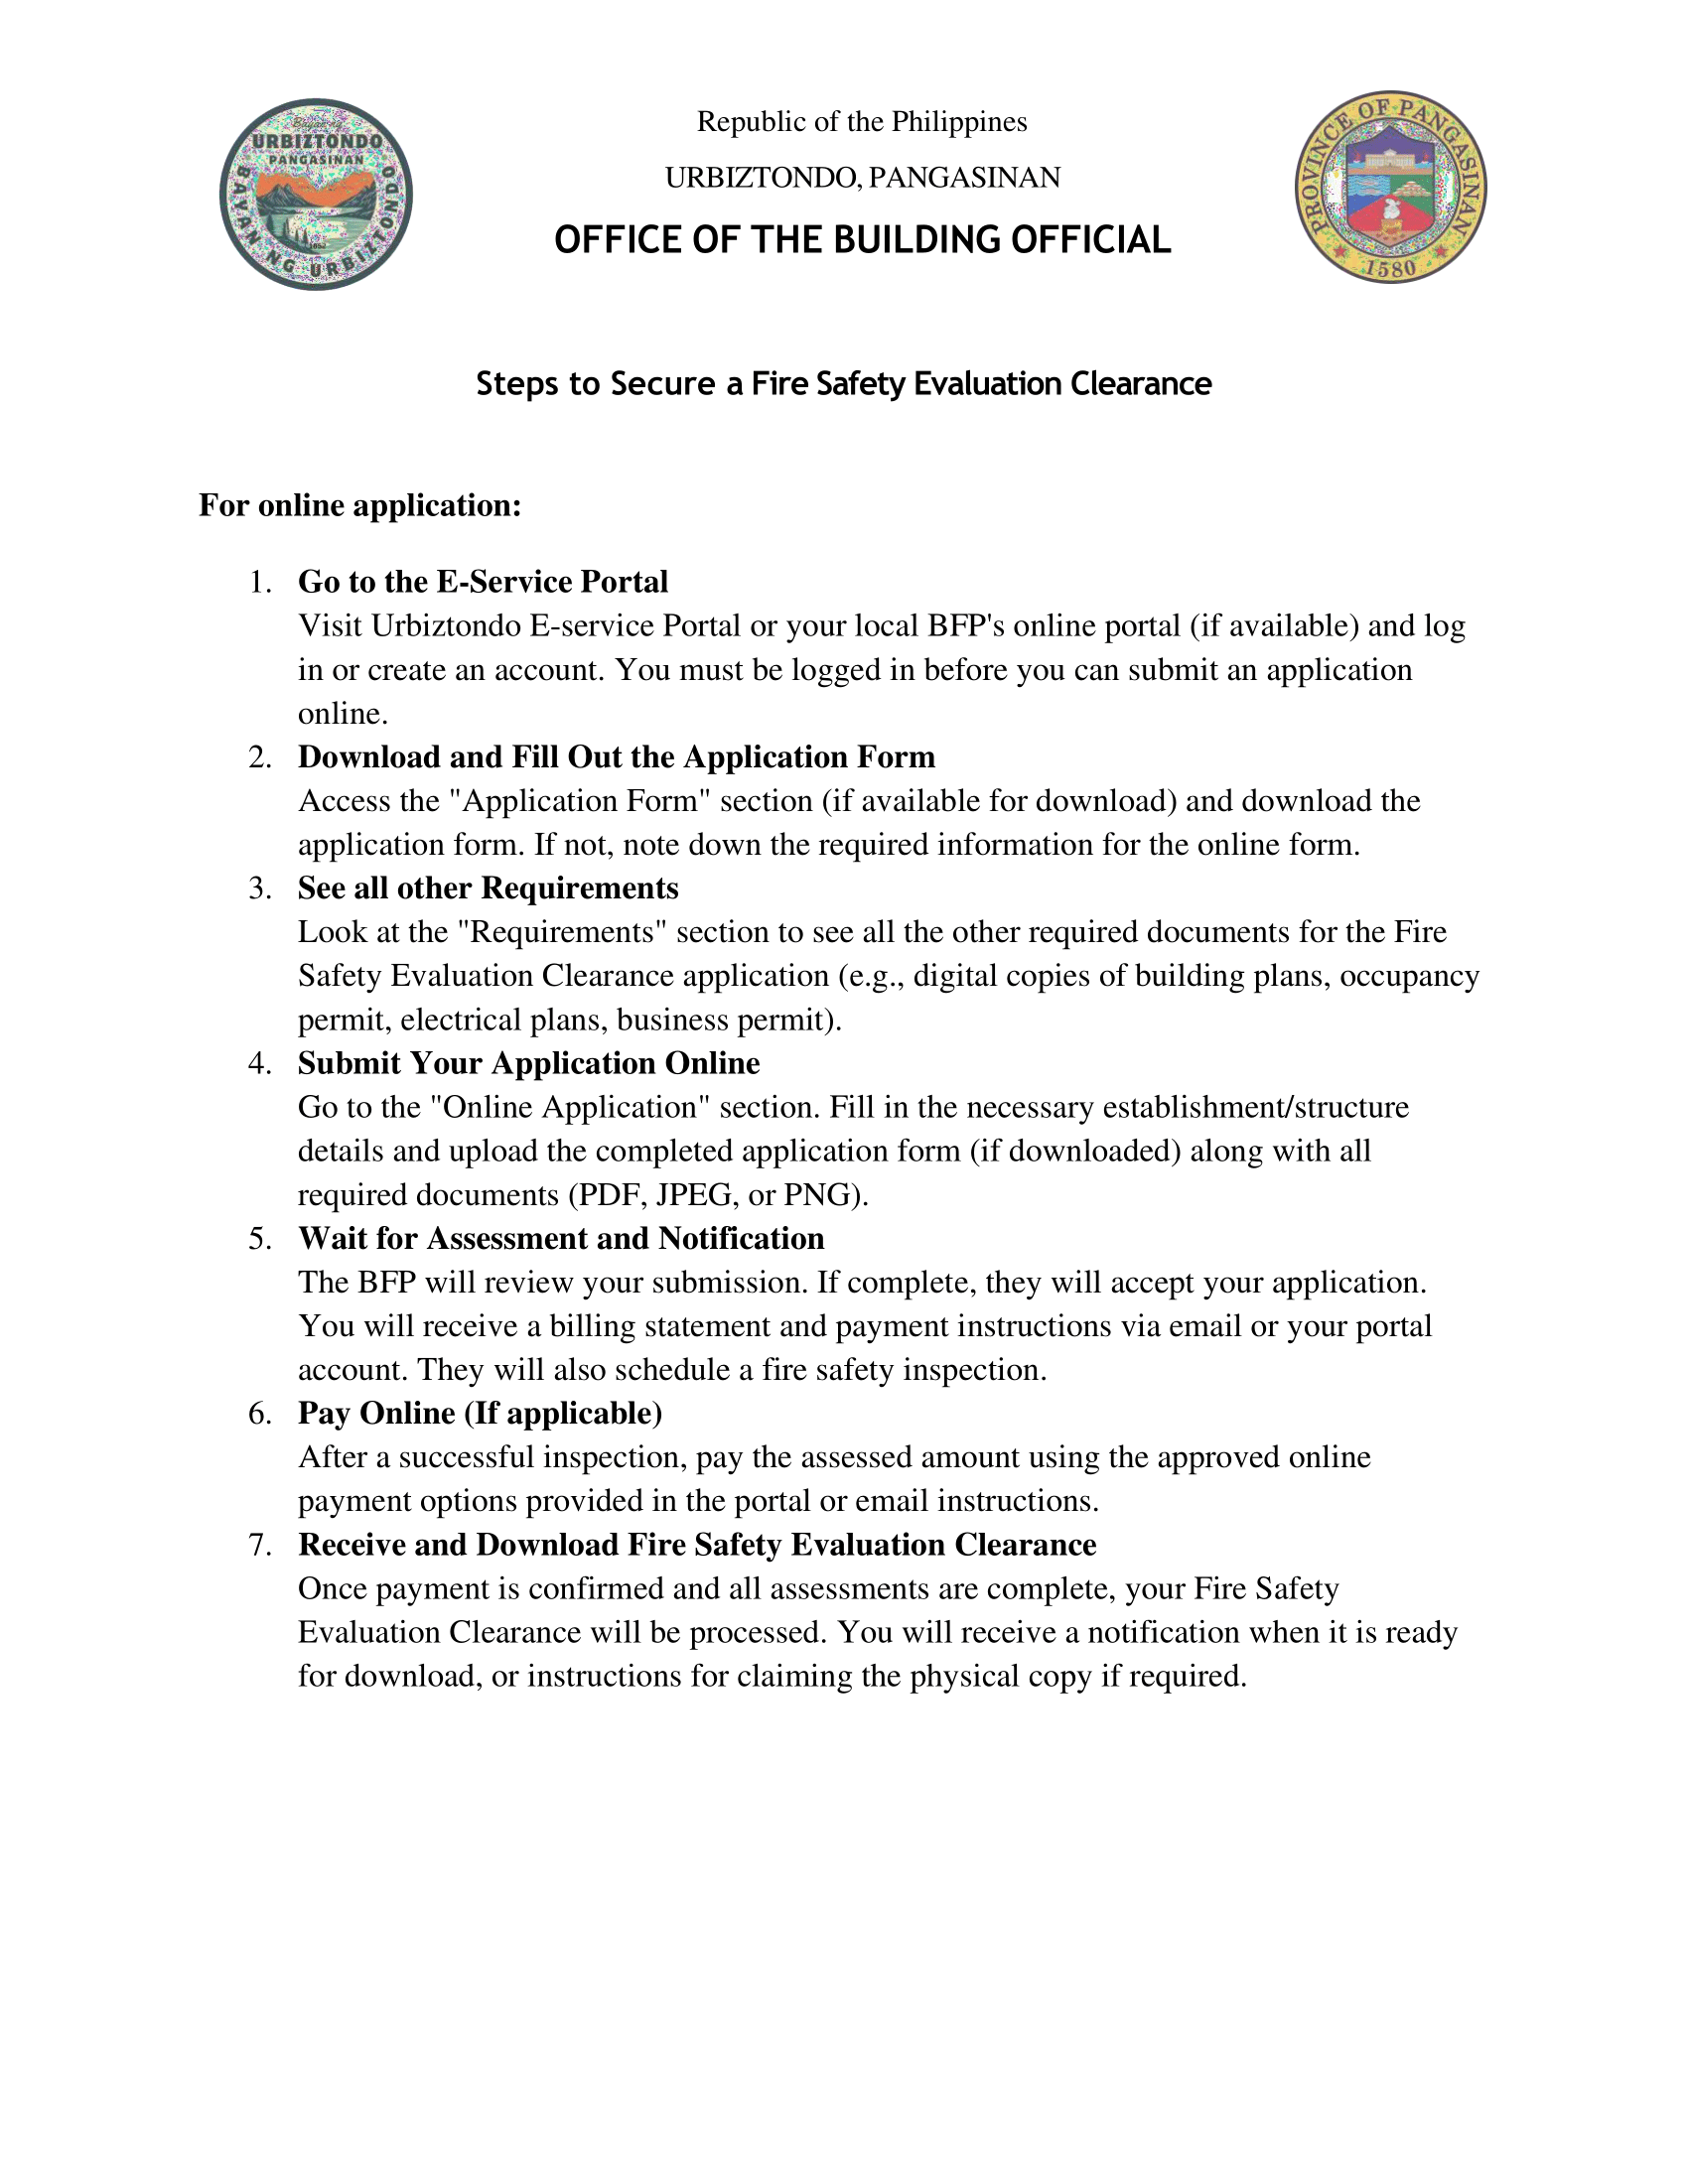 Bayan ng
URBIZTONDO
PANGASINAN
BAYAN NG URBIZTONDO
Republic of the Philippines
URBIZTONDO, PANGASINAN
OFFICE OF THE BUILDING OFFICIAL
PROVINCE OF PANGASINAN
1580
Steps to Secure a Fire Safety Evaluation Clearance
For online application:
1. Go to the E-Service Portal
Visit Urbiztondo E-service Portal or your local BFP's online portal (if available) and log
in or create an account. You must be logged in before you can submit an application
online.
2. Download and Fill Out the Application Form
Access the "Application Form" section (if available for download) and download the
application form. If not, note down the required information for the online form.
3. See all other Requirements
Look at the "Requirements" section to see all the other required documents for the Fire
Safety Evaluation Clearance application (e.g., digital copies of building plans, occupancy
permit, electrical plans, business permit).
4. Submit Your Application Online
Go to the "Online Application" section. Fill in the necessary establishment/structure
details and upload the completed application form (if downloaded) along with all
required documents (PDF, JPEG, or PNG).
5. Wait for Assessment and Notification
The BFP will review your submission. If complete, they will accept your application.
You will receive a billing statement and payment instructions via email or your portal
account. They will also schedule a fire safety inspection.
6. Pay Online (If applicable)
After a successful inspection, pay the assessed amount using the approved online
payment options provided in the portal or email instructions.
7. Receive and Download Fire Safety Evaluation Clearance
Once payment is confirmed and all assessments are complete, your Fire Safety
Evaluation Clearance will be processed. You will receive a notification when it is ready
for download, or instructions for claiming the physical copy if required.